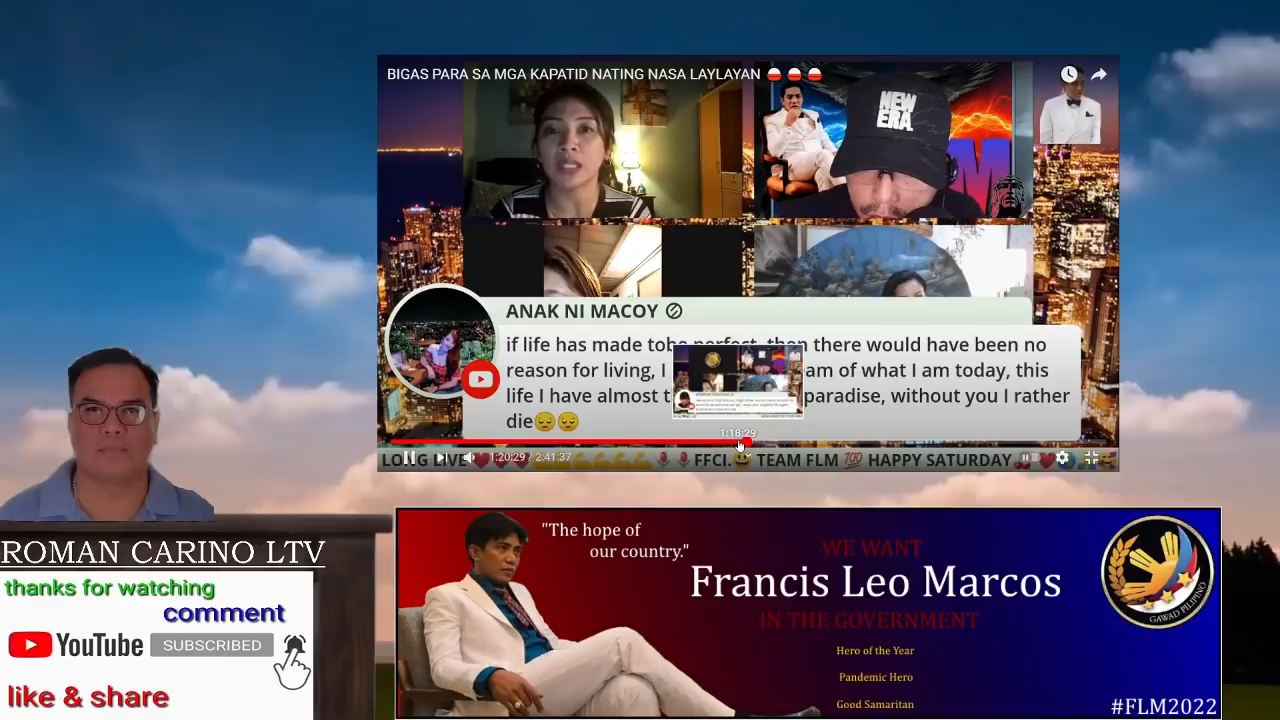 BIGAS PARA SA MGA KAPATID NATING NASA LAYLAYAN
NEW
ERA
M
ANAK NI MACOY
if life has made tobe perfect, then there would have been no
reason for living, I am of what I am today, this
life I have almost t paradise, without you I rather
die😔😔
1:18:29
1:20:29 / 2:41:37
LONG LIVE FFCI. TEAM FLM 💯 HAPPY SATURDAY
ROMAN CARINO LTV
thanks for watching
comment
YouTube SUBSCRIBED
like & share
"The hope of
our country."
WE WANT
Francis Leo Marcos
IN THE GOVERNMENT
Hero of the Year
Pandemic Hero
Good Samaritan
GAWAD PILIPINO
#FLM2022